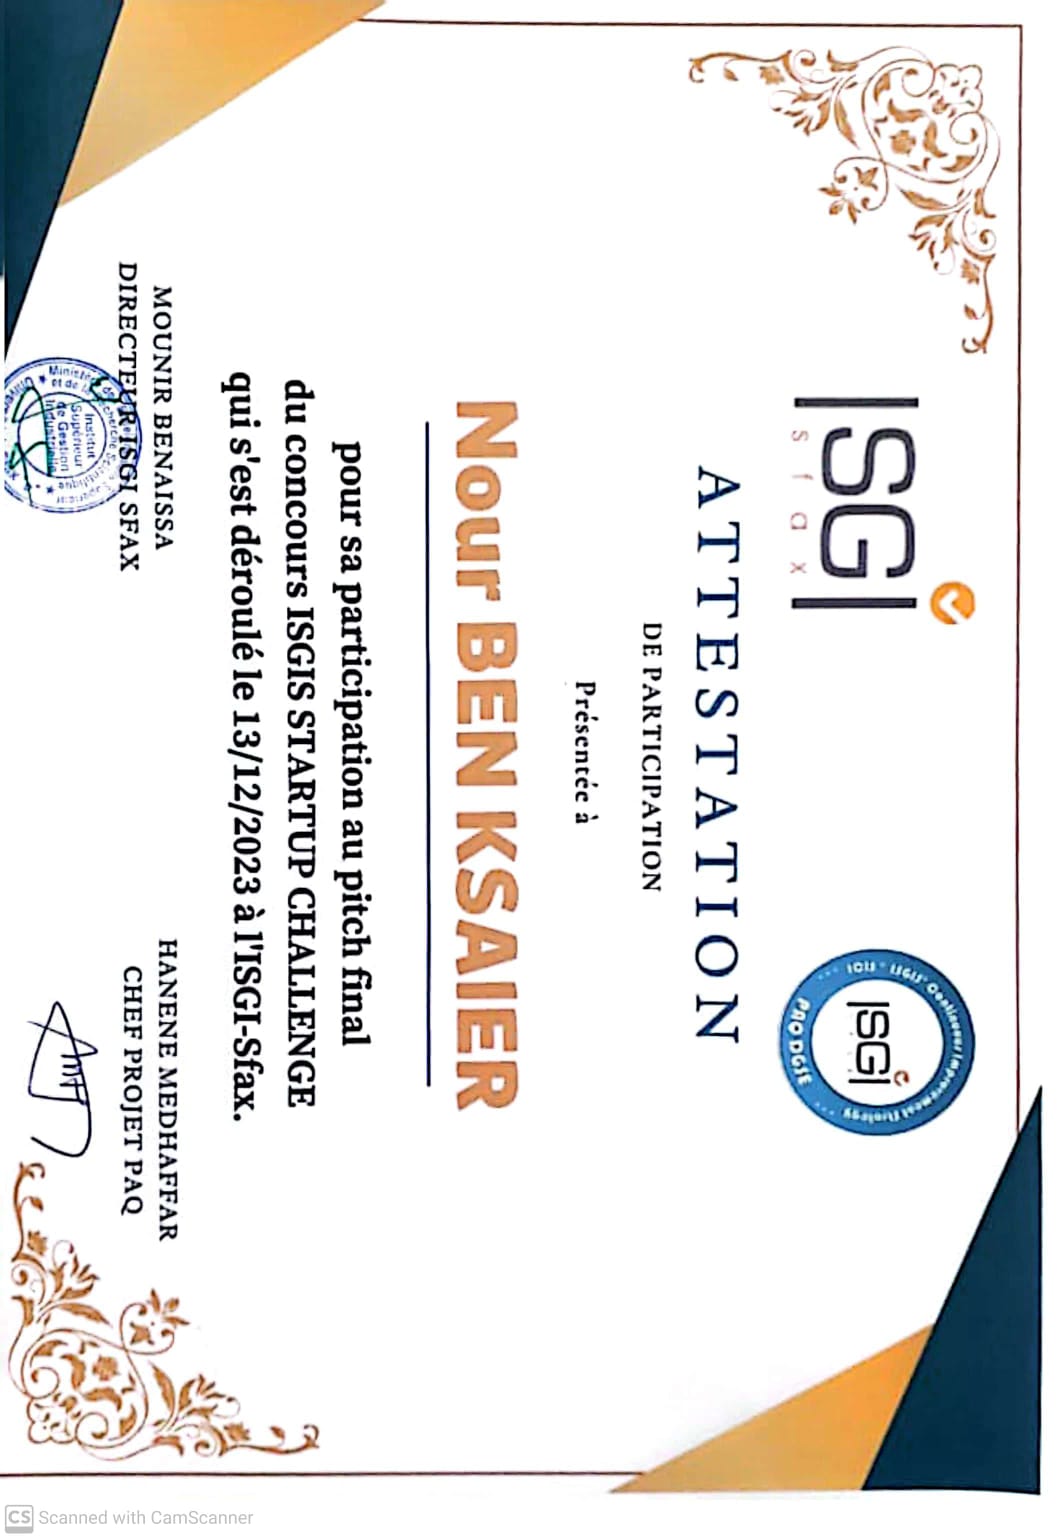 ISGI
sfax
ISGI
PAQ DGSE
ATTESTATION
DE PARTICIPATION
Présentée à
Nour BEN KSAIER
pour sa participation au pitch final
du concours ISGIS STARTUP CHALLENGE
qui s'est déroulé le 13/12/2023 à l'ISGI-Sfax.
MOUNIR BENAISSA
DIRECTEUR ISGI SFAX
Institut
Supérieur
de Gestion
Industrielle
HANENE MEDHAFFAR
CHEF PROJET PAQ
CS Scanned with CamScanner